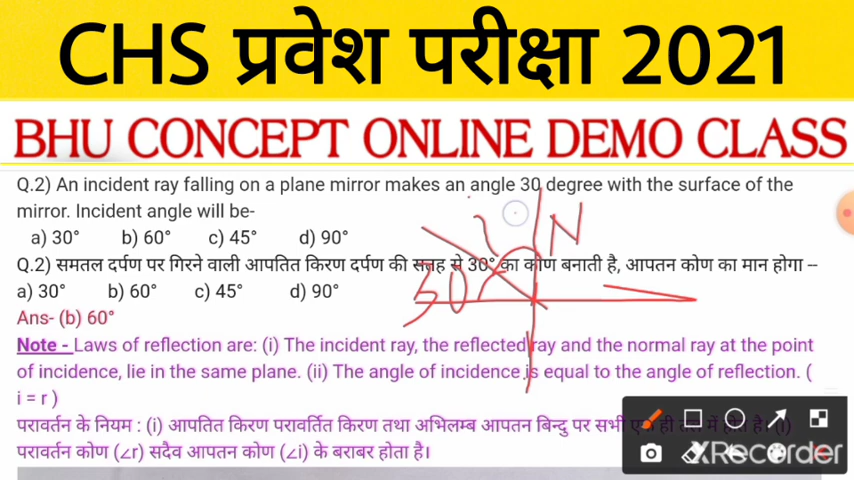 CHS प्रवेश परीक्षा 2021
BHU CONCEPT ONLINE DEMO CLASS
Q.2) An incident ray falling on a plane mirror makes an angle 30 degree with the surface of the
mirror. Incident angle will be-
a) 30° b) 60° c) 45° d) 90°
N
Q.2) समतल दर्पण पर गिरने वाली आपतित किरण दर्पण की सतह से 30° का कोण बनाती है, आपतन कोण का मान होगा --
a) 30° b) 60° c) 45° d) 90°
30
Ans- (b) 60°
Note - Laws of reflection are: (i) The incident ray, the reflected ray and the normal ray at the point
of incidence, lie in the same plane. (ii) The angle of incidence is equal to the angle of reflection. (
i = r )
परावर्तन के नियम : (i) आपतित किरण परावर्तित किरण तथा अभिलम्ब आपतन बिन्दु पर सभी एक ही तल में होते है। (i)
परावर्तन कोण (∠r) सदैव आपतन कोण (∠i) के बराबर होता है।
XRecorder